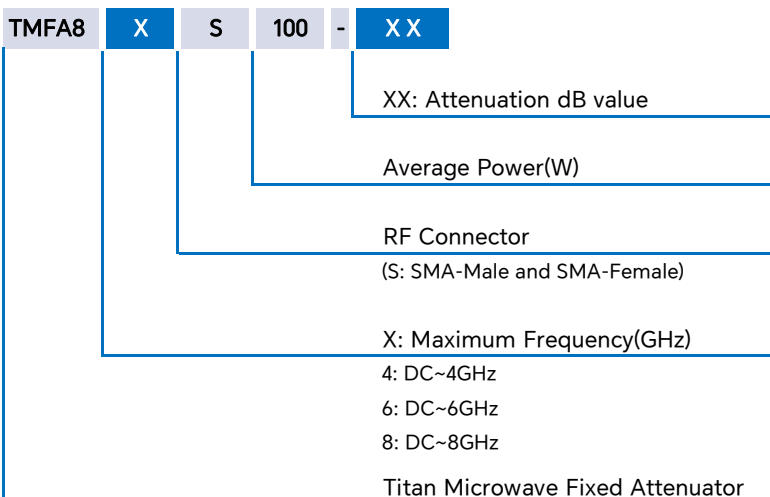 TMFA8 X S 100 - X X
XX: Attenuation dB value
Average Power(W)
RF Connector
(S: SMA-Male and SMA-Female)
X: Maximum Frequency(GHz)
4: DC~4GHz
6: DC~6GHz
8: DC~8GHz
Titan Microwave Fixed Attenuator